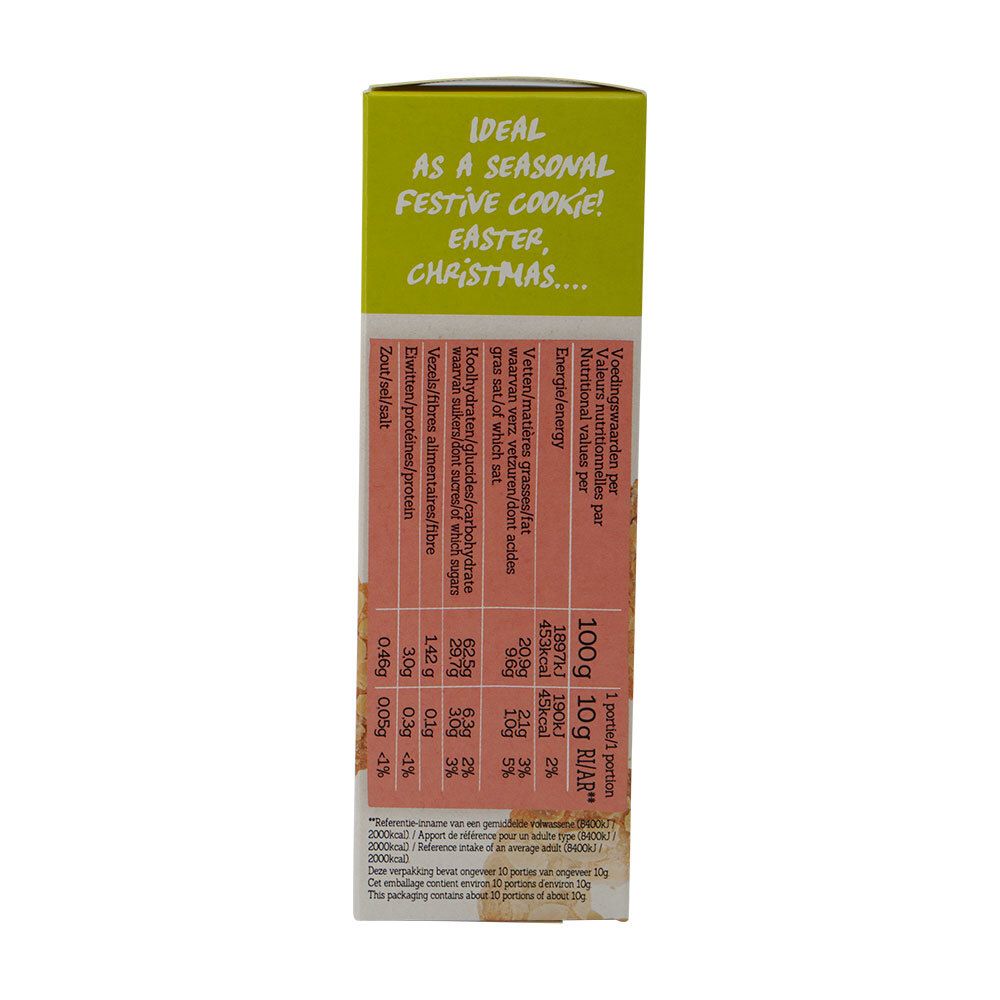 IDEAL
AS A SEASONAL
FESTIVE COOKIE!
EASTER,
CHRISTMAS....
Voedingswaarden per
Valeurs nutritionnelles par
Nutritional values per
100g
1 portie/1 portion
10g RI/AR**
Energie/energy
1897kJ 190kJ
453kcal 45kcal 2%
Vetten/matières grasses/fat 20,9g 2,1g 3%
waarvan verz. vetzuren/dont acides 9,6g 1,0g 5%
gras sat./of which sat.
Koolhydraten/glucides/carbohydrate 62,5g 6,3g 2%
waarvan suikers/dont sucres/of which sugars 29,7g 3,0g 3%
Vezels/fibres alimentaires/fibre 1,42 g 0,1g
Eiwitten/protéines/protein 3,0g 0,3g <1%
Zout/sel/salt 0,46g 0,05g <1%
**Referentie-inname van een gemiddelde volwassene (8400kJ /
2000kcal) / Apport de référence pour un adulte type (8400kJ /
2000kcal) / Reference intake of an average adult (8400kJ /
2000kcal).
Deze verpakking bevat ongeveer 10 porties van ongeveer 10g.
Cet emballage contient environ 10 portions d'environ 10g.
This packaging contains about 10 portions of about 10g.